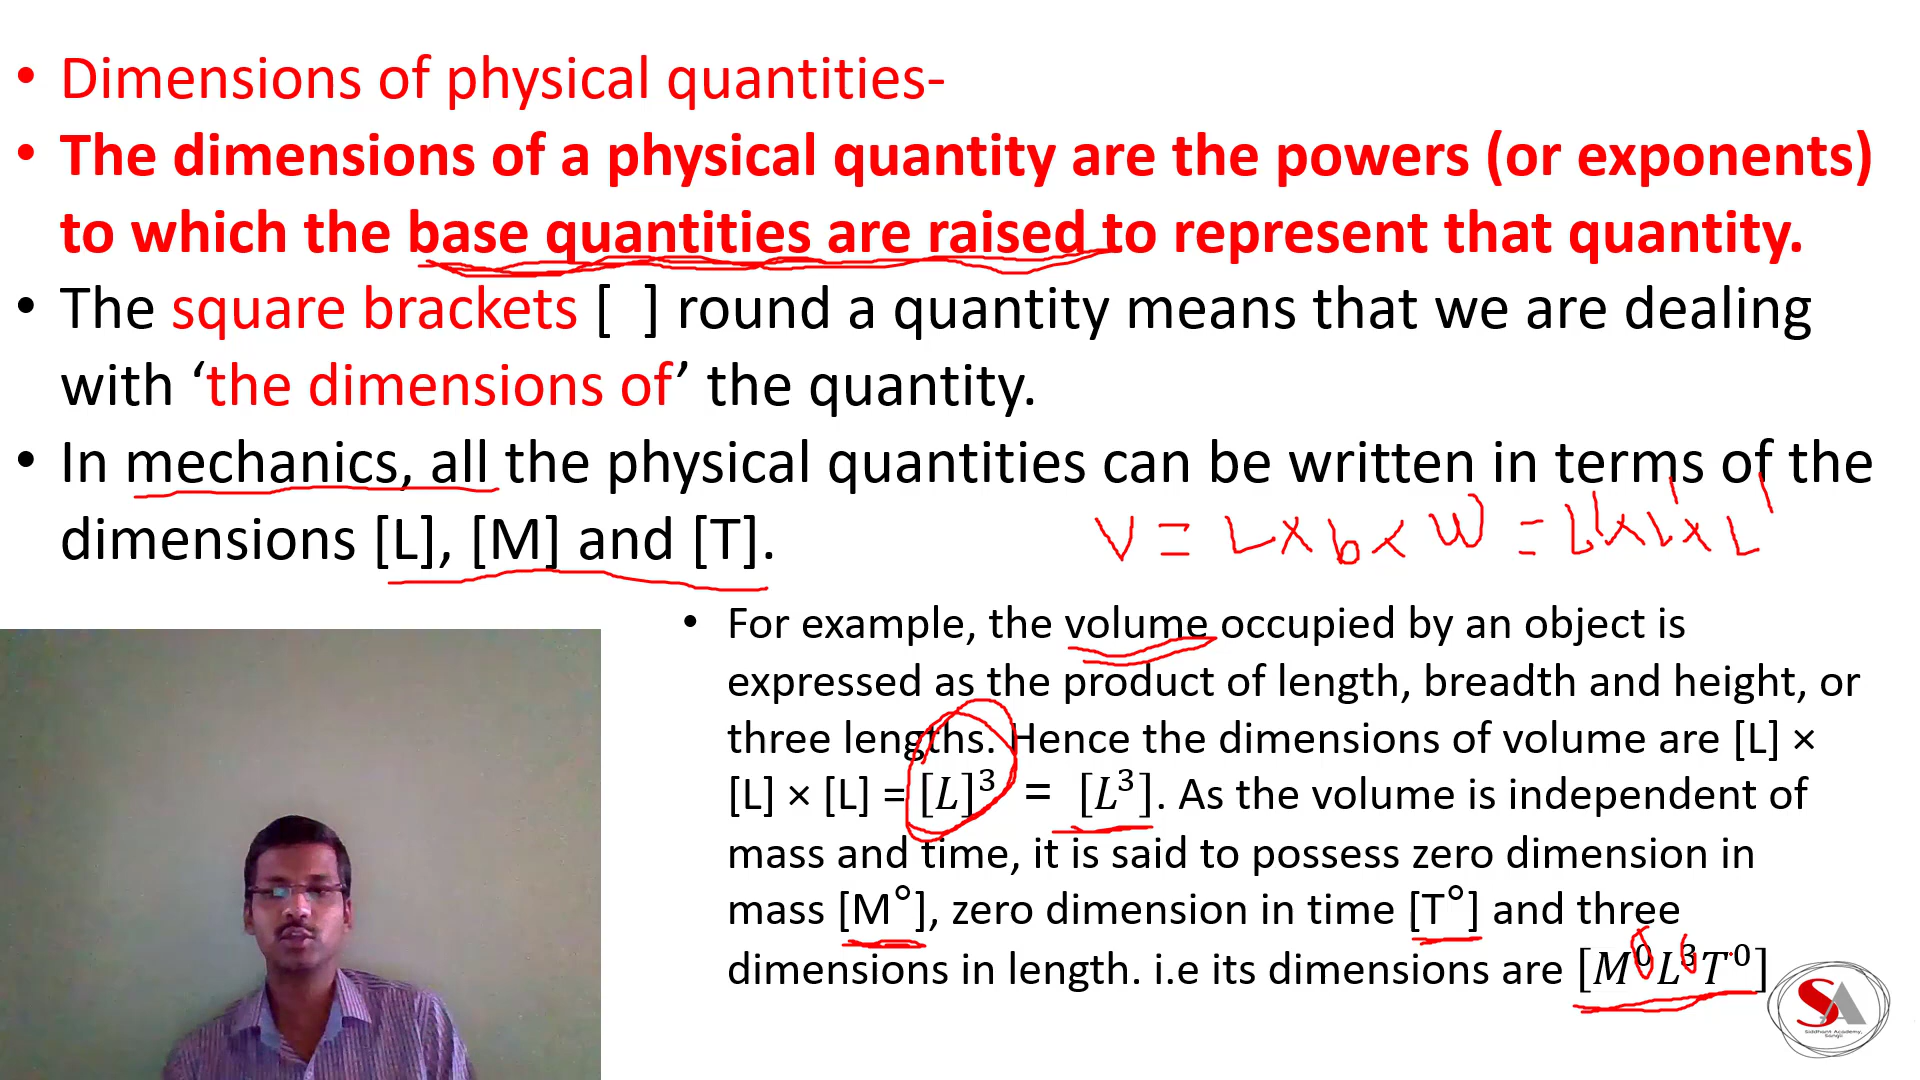 • Dimensions of physical quantities-
• The dimensions of a physical quantity are the powers (or exponents)
to which the base quantities are raised to represent that quantity.
• The square brackets [ ] round a quantity means that we are dealing
with ‘the dimensions of’ the quantity.
• In mechanics, all the physical quantities can be written in terms of the
dimensions [L], [M] and [T].
V = L × b × W = L¹ × L¹ × L¹
• For example, the volume occupied by an object is
expressed as the product of length, breadth and height, or
three lengths. Hence the dimensions of volume are [L] ×
[L] × [L] = [L]³ = [L³]. As the volume is independent of
mass and time, it is said to possess zero dimension in
mass [M°], zero dimension in time [T°] and three
dimensions in length. i.e its dimensions are [M⁰L³T⁰]
SA
Siddhant Academy,
Sangli